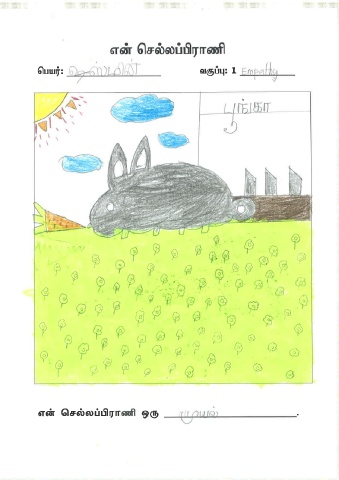 என் செல்லப்பிராணி
பெயர்: ஜெஸ்மின் வகுப்பு: 1 Empathy
பூங்கா
என் செல்லப்பிராணி ஒரு முயல்.